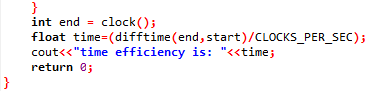 }
int end = clock();
float time=(difftime(end,start)/CLOCKS_PER_SEC);
cout<<"time efficiency is: "<<time;
return 0;
}